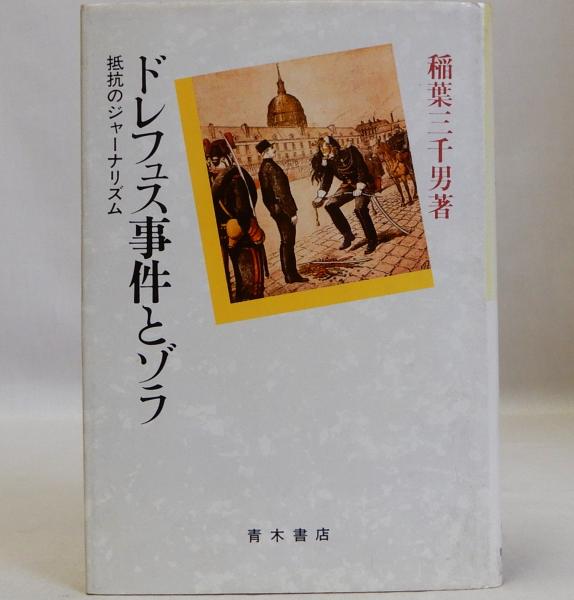 稲葉三千男著
ドレフュス事件とゾラ
抵抗のジャーナリズム
青木書店